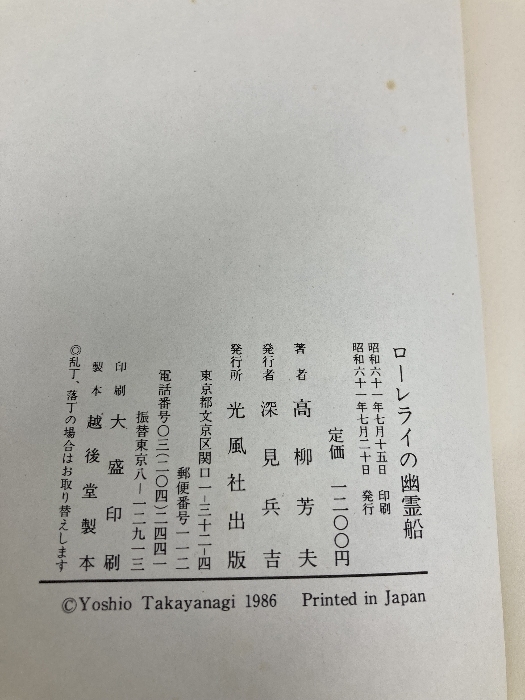 ローレライの幽霊船
昭和六十一年七月十五日 印刷
昭和六十一年七月二十日 発行
定価 一二〇〇円
著者 高柳芳夫
発行者 深見兵吉
発行所 光風社出版
東京都文京区関口一―三十二―四
郵便番号一一二
電話番号〇三(二〇四)二四四一
振替東京八―一二九一三
印刷 大盛印刷
製本 越後堂製本
◎乱丁、落丁の場合はお取り替えします
©Yoshio Takayanagi 1986 Printed in Japan